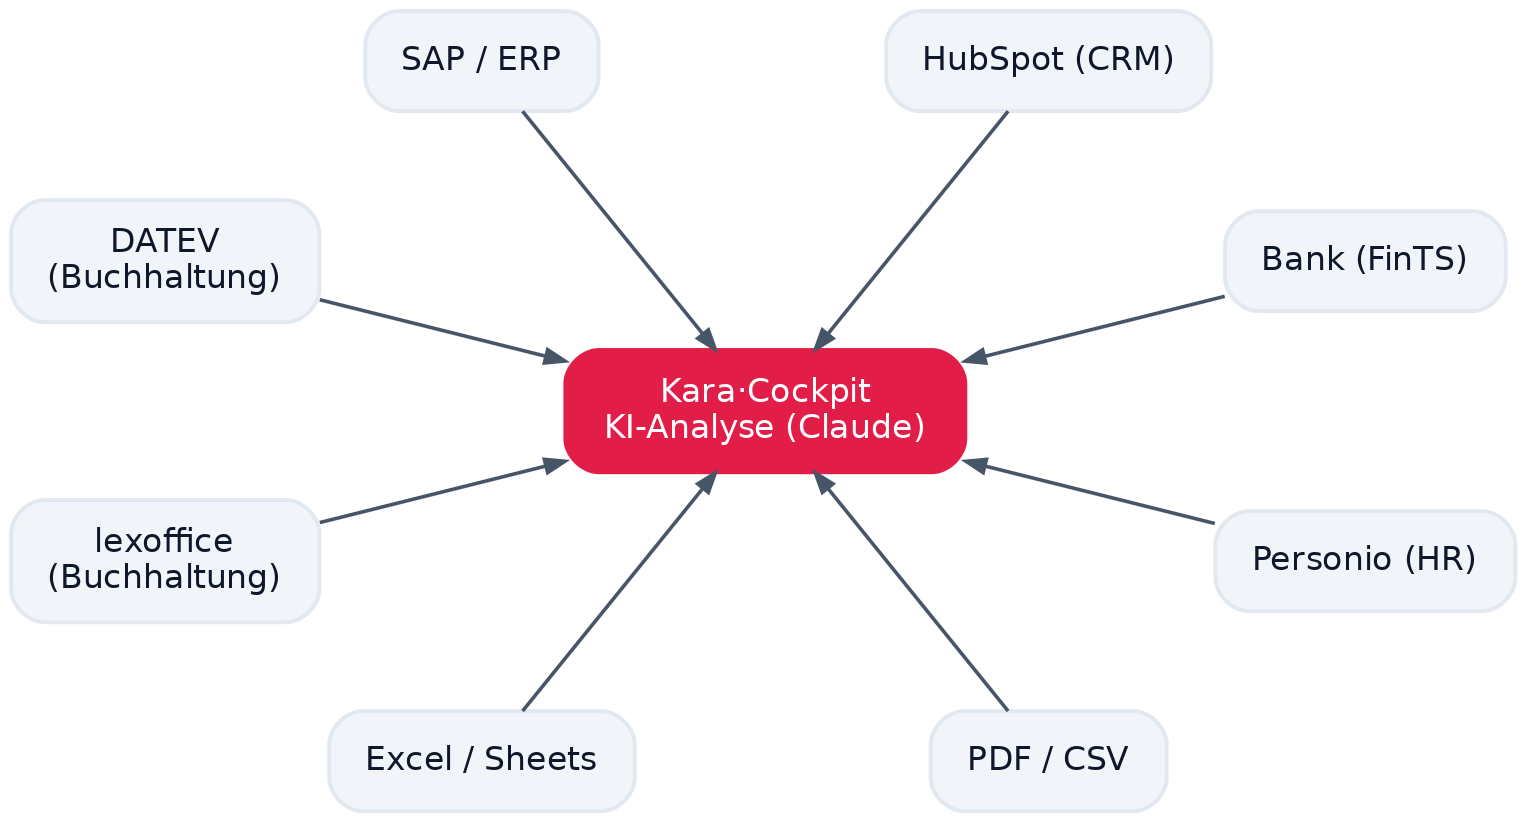 SAP / ERP
HubSpot (CRM)
DATEV
(Buchhaltung)
Bank (FinTS)
Kara·Cockpit
KI-Analyse (Claude)
lexoffice
(Buchhaltung)
Personio (HR)
Excel / Sheets
PDF / CSV